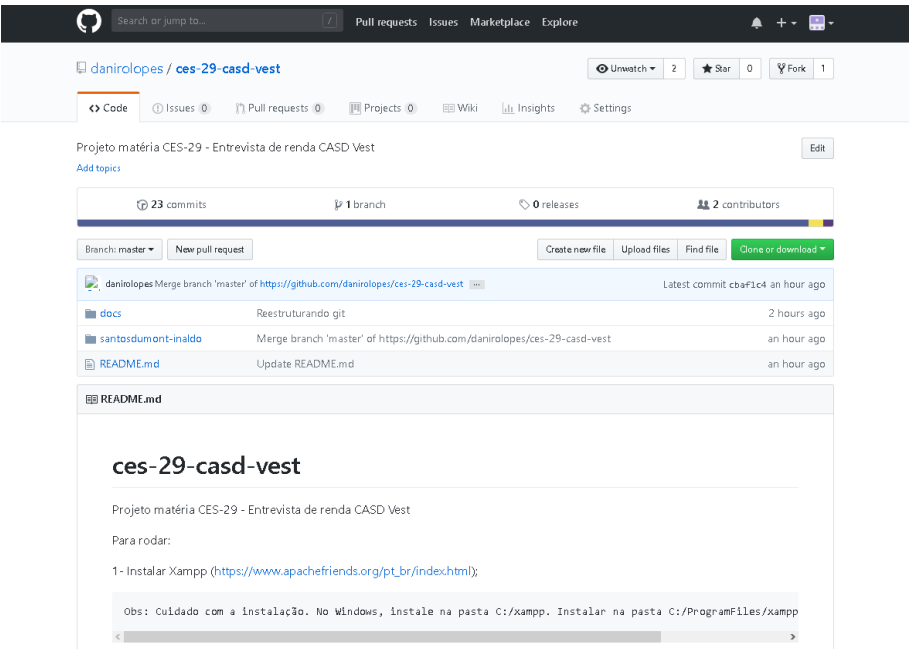 Search or jump to... / Pull requests Issues Marketplace Explore
danirolopes / ces-29-casd-vest Unwatch 2 Star 0 Fork 1
Code Issues 0 Pull requests 0 Projects 0 Wiki Insights Settings
Projeto matéria CES-29 - Entrevista de renda CASD Vest Edit
Add topics
23 commits 1 branch 0 releases 2 contributors
Branch: master New pull request Create new file Upload files Find file Clone or download
danirolopes Merge branch 'master' of https://github.com/danirolopes/ces-29-casd-vest ... Latest commit cbaf1c4 an hour ago
docs Reestruturando git 2 hours ago
santosdumont-inaldo Merge branch 'master' of https://github.com/danirolopes/ces-29-casd-vest an hour ago
README.md Update README.md an hour ago
README.md
ces-29-casd-vest
Projeto matéria CES-29 - Entrevista de renda CASD Vest
Para rodar:
1- Instalar Xampp (https://www.apachefriends.org/pt_br/index.html);
Obs: Cuidado com a instalação. No Windows, instale na pasta C:/xampp. Instalar na pasta C:/ProgramFiles/xampp